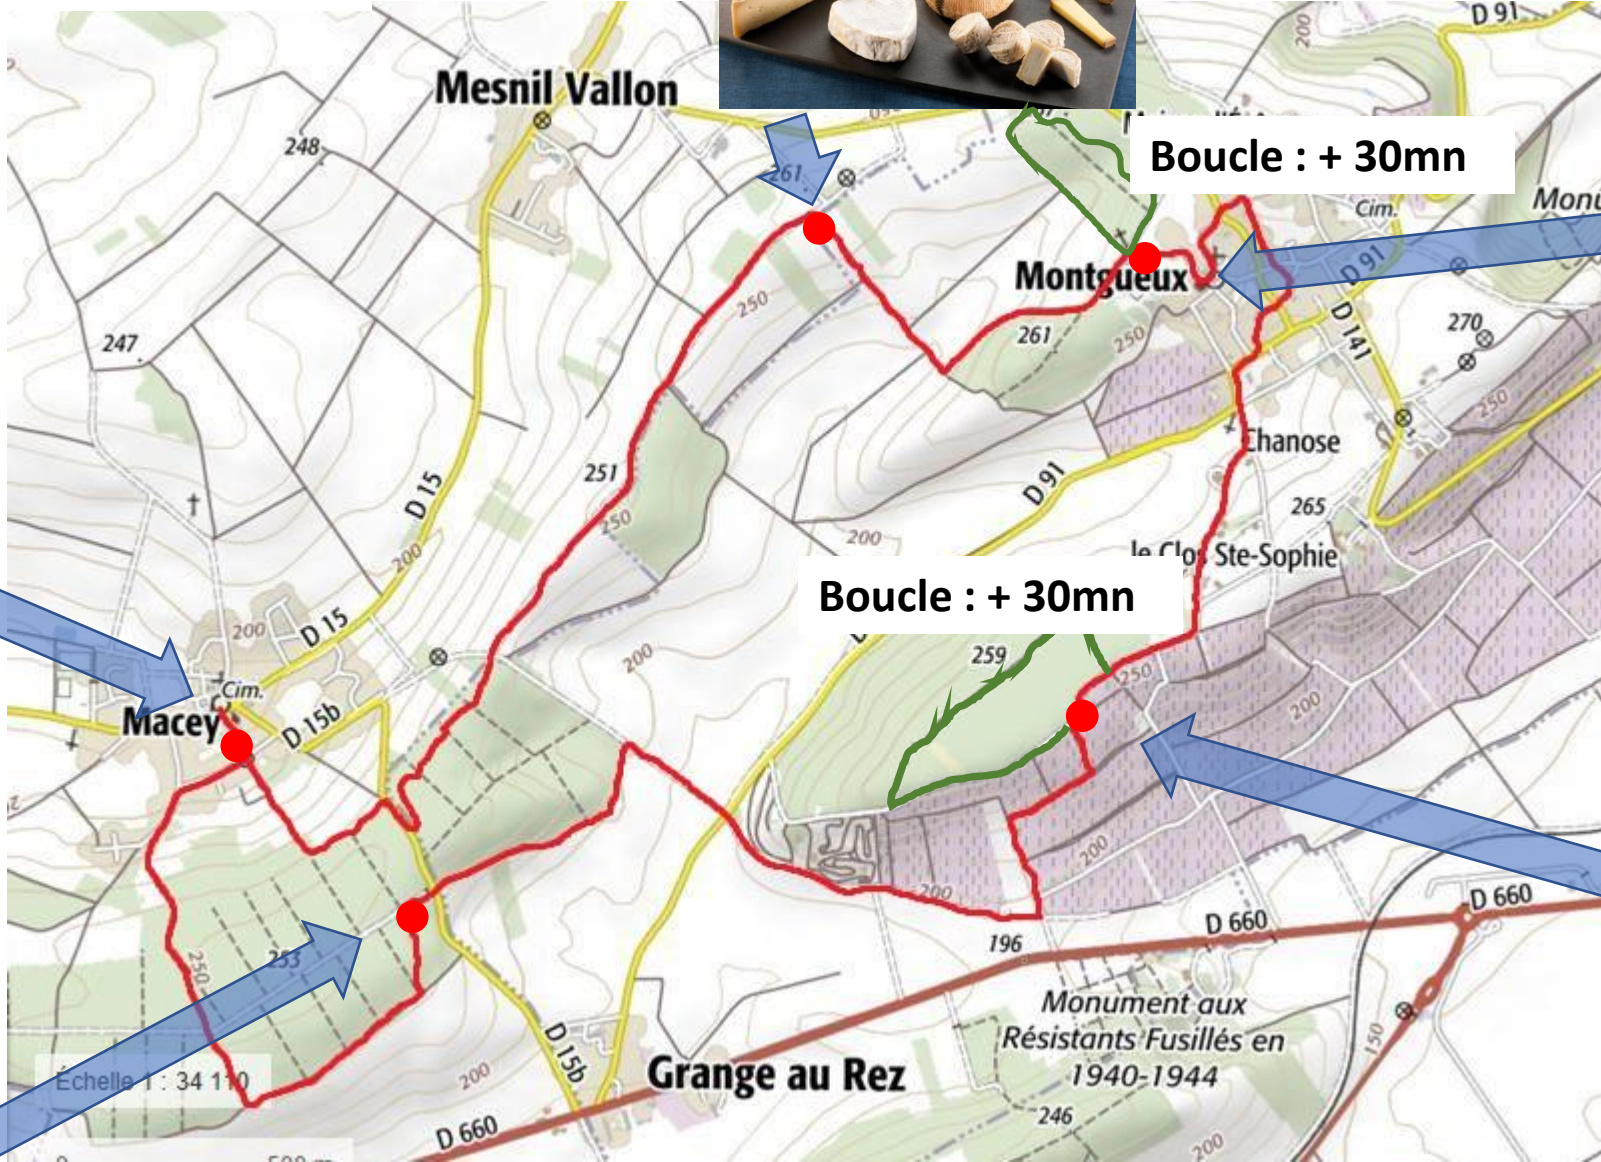 D 91
200
Mesnil Vallon
Boucle : + 30mn
248
261
Cim.
Montgueux
D 91
250
261
250
D 141
270
247
250
Chanose
251
D 15
D 91
265
250
200
le Clos Ste-Sophie
200
Boucle : + 30mn
200
D 15
259
200
250
200
Cim.
Macey
D 15b
200
200
D 660
D 660
196
253
250
Monument aux
Résistants Fusillés en
1940-1944
150
D 15b
Grange au Rez
Échelle 1 : 34 110
200
246
D 660
200